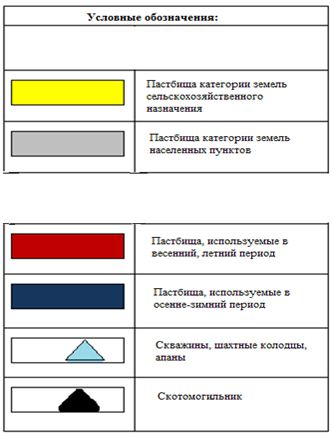 Условные обозначения:
Пастбища категории земель
сельскохозяйственного
назначения
Пастбища категории земель
населенных пунктов
Пастбища, используемые в
весенний, летний период
Пастбища, используемые в
осенне-зимний период
Скважины, шахтные колодцы,
апаны
Скотомогильник